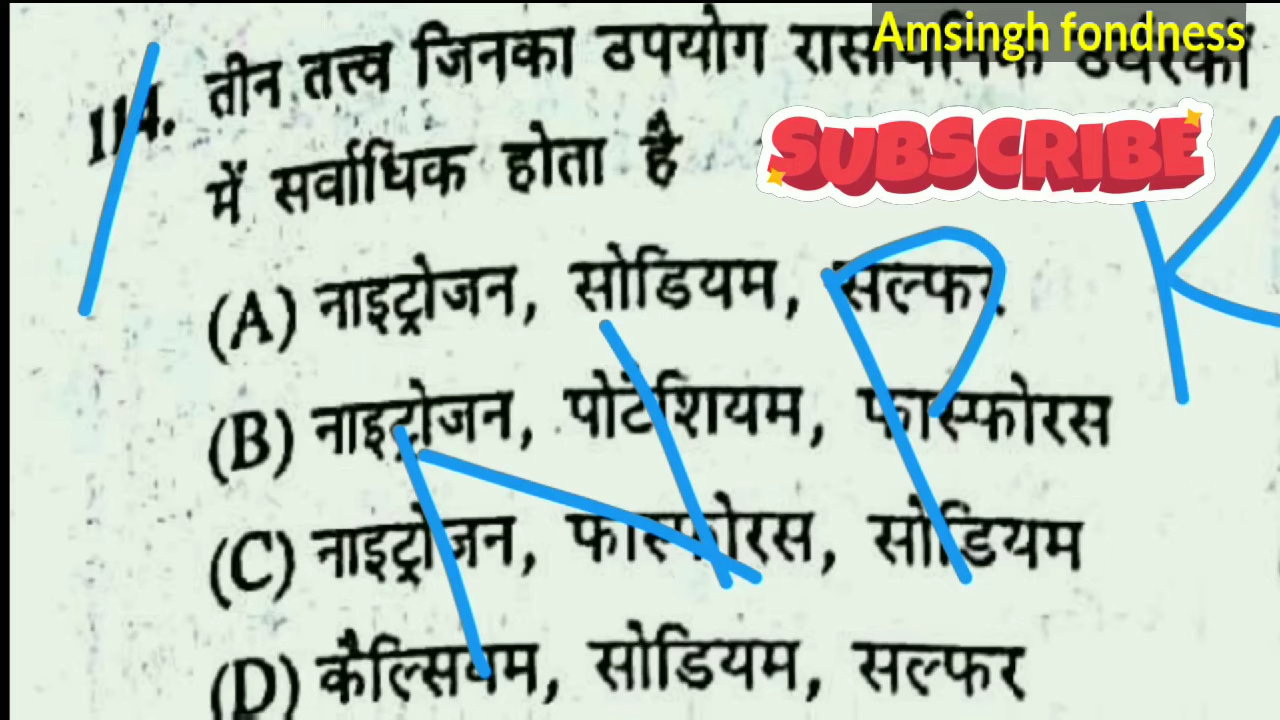 Amsingh fondness
114. तीन तत्त्व जिनका उपयोग रासायनिक उर्वरकों
में सर्वाधिक होता है
SUBSCRIBE
(A) नाइट्रोजन, सोडियम, सल्फर
(B) नाइट्रोजन, पोटेशियम, फास्फोरस
(C) नाइट्रोजन, फास्फोरस, सोडियम
(D) कैल्सियम, सोडियम, सल्फर
N P K